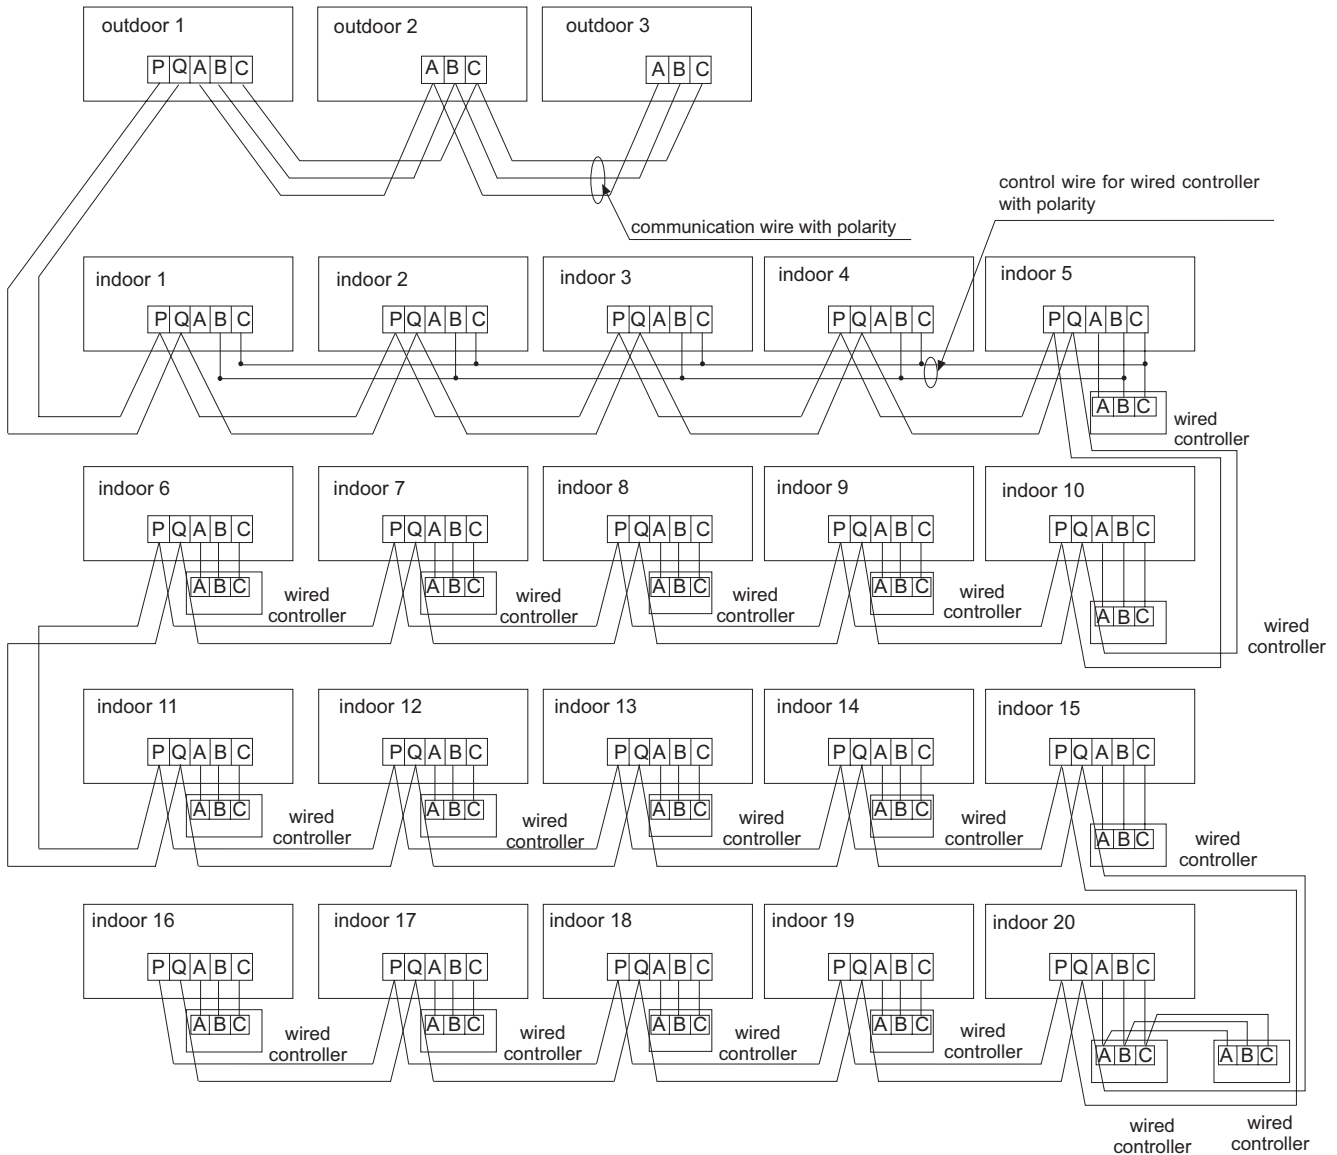 outdoor 1
outdoor 2
outdoor 3
P Q A B C
A B C
A B C
control wire for wired controller
with polarity
communication wire with polarity
indoor 1
indoor 2
indoor 3
indoor 4
indoor 5
P Q A B C
P Q A B C
P Q A B C
P Q A B C
P Q A B C
A B C
wired
controller
indoor 6
indoor 7
indoor 8
indoor 9
indoor 10
P Q A B C
P Q A B C
P Q A B C
P Q A B C
P Q A B C
A B C
wired
controller
A B C
wired
controller
A B C
wired
controller
A B C
wired
controller
A B C
wired
controller
indoor 11
indoor 12
indoor 13
indoor 14
indoor 15
P Q A B C
P Q A B C
P Q A B C
P Q A B C
P Q A B C
A B C
wired
controller
A B C
wired
controller
A B C
wired
controller
A B C
wired
controller
A B C
wired
controller
indoor 16
indoor 17
indoor 18
indoor 19
indoor 20
P Q A B C
P Q A B C
P Q A B C
P Q A B C
P Q A B C
A B C
wired
controller
A B C
wired
controller
A B C
wired
controller
A B C
wired
controller
A B C
A B C
wired
controller
wired
controller